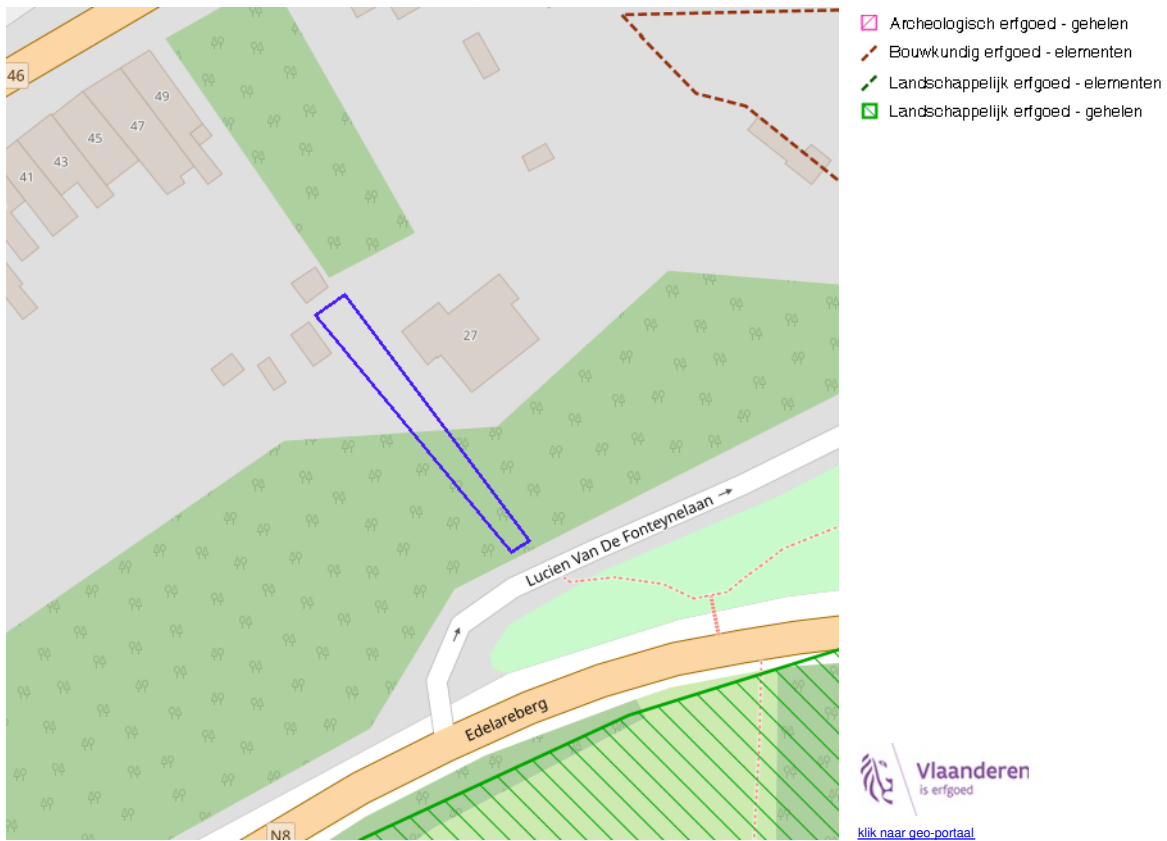 Archeologisch erfgoed - gehelen
Bouwkundig erfgoed - elementen
Landschappelijk erfgoed - elementen
Landschappelijk erfgoed - gehelen
46
49
47
45
43
41
27
Lucien Van De Fonteynelaan
Edelareberg
N8
Vlaanderen
is erfgoed
klik naar geo-portaal